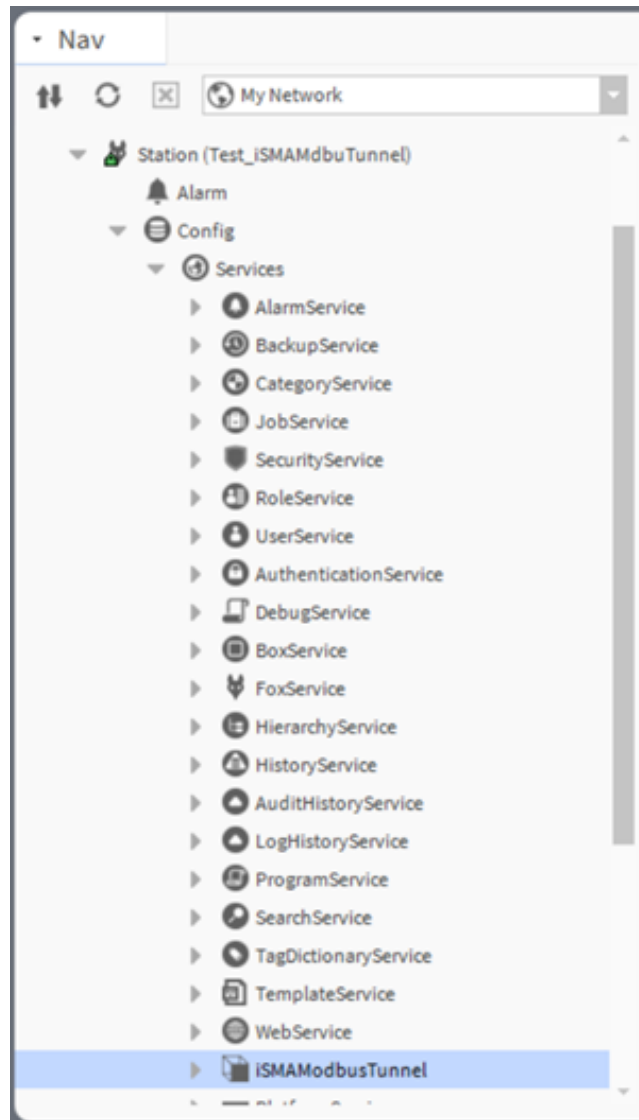 Nav
My Network
Station (Test_iSMAMdbuTunnel)
Alarm
Config
Services
AlarmService
BackupService
CategoryService
JobService
SecurityService
RoleService
UserService
AuthenticationService
DebugService
BoxService
FoxService
HierarchyService
HistoryService
AuditHistoryService
LogHistoryService
ProgramService
SearchService
TagDictionaryService
TemplateService
WebService
iSMAModbusTunnel